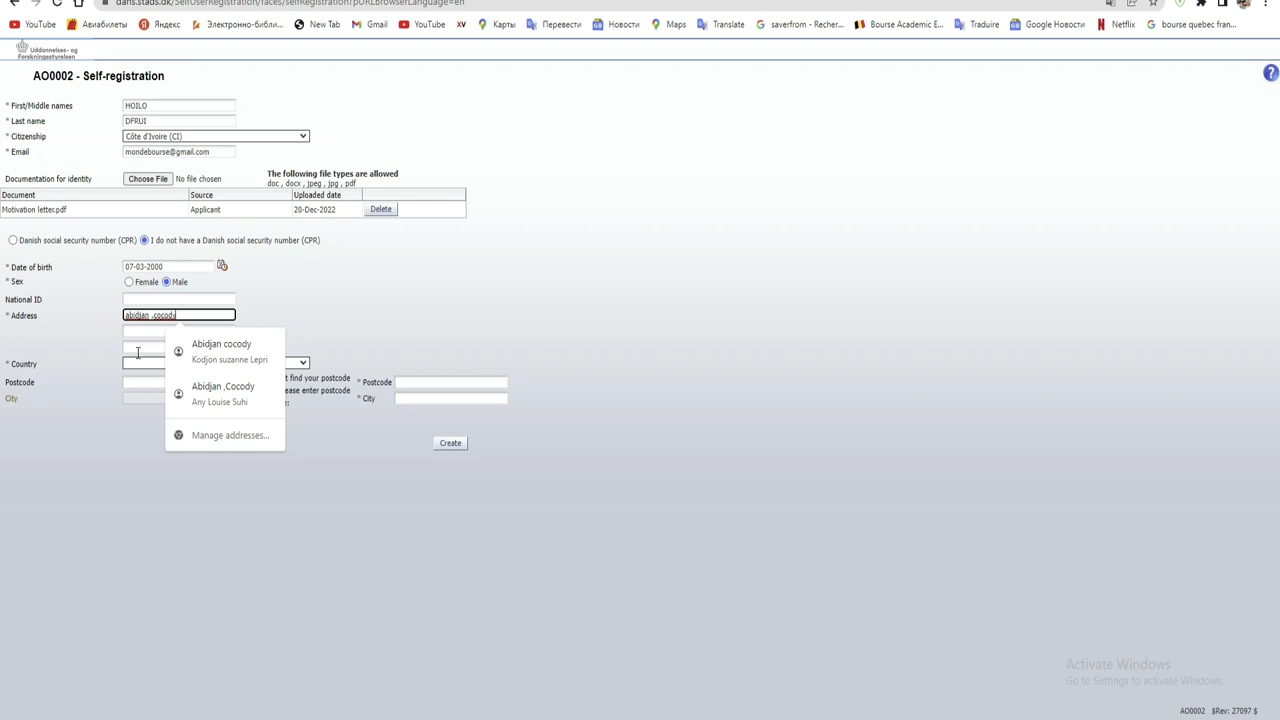 dans.stads.dk/SelfUserRegistration/faces/selfRegistration?pURLBrowserLanguage=en
YouTube Авиабилеты Яндекс Электронно-библи... New Tab Gmail YouTube Карты Перевести Новости Maps Translate saverfrom - Recher... Bourse Academic E... Traduire Google Новости Netflix bourse quebec franc...
Uddannelses- og
Forskningsstyrelsen
AO0002 - Self-registration
* First/Middle names HOILO
* Last name DFRUI
* Citizenship Côte d'Ivoire (CI)
* Email mondebourse@gmail.com
Documentation for identity Choose File No file chosen
The following file types are allowed
doc , docx , jpeg , jpg , pdf
Document Source Uploaded date
Motivation letter.pdf Applicant 20-Dec-2022 Delete
Danish social security number (CPR) I do not have a Danish social security number (CPR)
* Date of birth 07-03-2000
* Sex Female Male
National ID
* Address abidjan ,cocody
Abidjan cocody
Kodjon suzanne Lepri
Abidjan ,Cocody
Any Louise Suhi
Manage addresses...
* Country
Postcode
City
t find your postcode
ease enter postcode
e:
* Postcode
* City
Create
Activate Windows
Go to Settings to activate Windows.
AO0002 $Rev: 27097 $